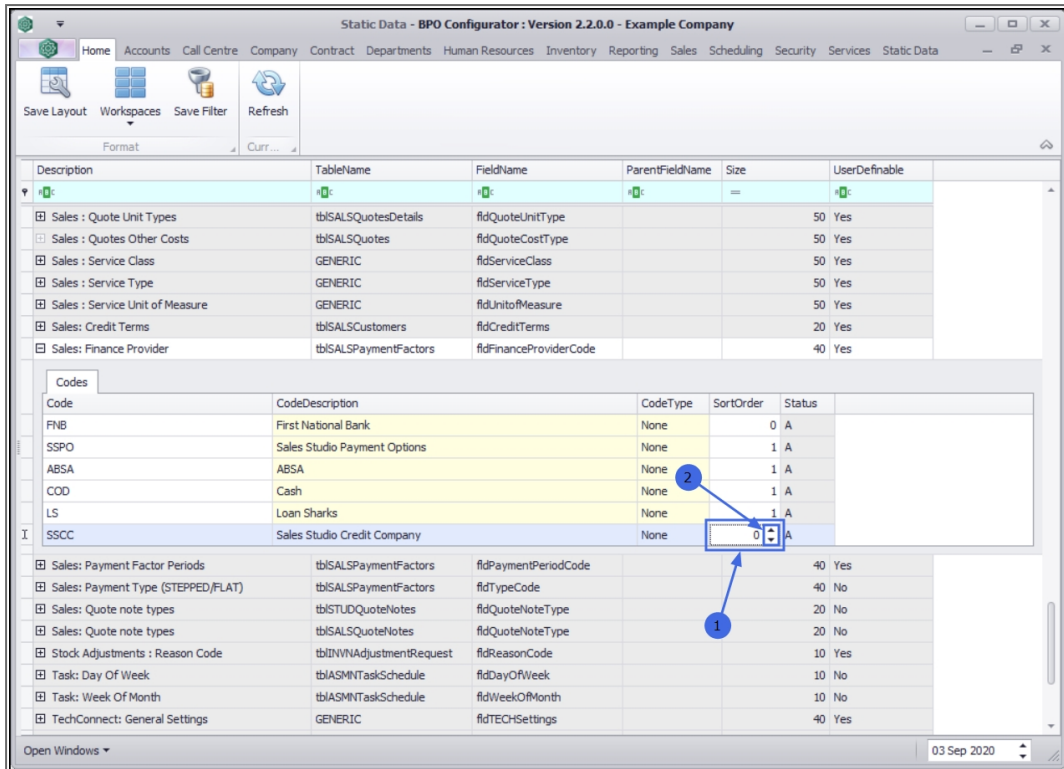 Static Data - BPO Configurator : Version 2.2.0.0 - Example Company
Home Accounts Call Centre Company Contract Departments Human Resources Inventory Reporting Sales Scheduling Security Services Static Data
Save Layout Workspaces Save Filter Refresh
Format Curr...
Description TableName FieldName ParentFieldName Size UserDefinable
Sales : Quote Unit Types tblSALSQuotesDetails fldQuoteUnitType 50 Yes
Sales : Quotes Other Costs tblSALSQuotes fldQuoteCostType 50 Yes
Sales : Service Class GENERIC fldServiceClass 50 Yes
Sales : Service Type GENERIC fldServiceType 50 Yes
Sales : Service Unit of Measure GENERIC fldUnitofMeasure 50 Yes
Sales: Credit Terms tblSALSCustomers fldCreditTerms 20 Yes
Sales: Finance Provider tblSALSPaymentFactors fldFinanceProviderCode 40 Yes
Codes
Code CodeDescription CodeType SortOrder Status
FNB First National Bank None 0 A
SSPO Sales Studio Payment Options None 1 A
ABSA ABSA None 1 A
2
COD Cash None 1 A
LS Loan Sharks None 1 A
SSCC Sales Studio Credit Company None 0 A
Sales: Payment Factor Periods tblSALSPaymentFactors fldPaymentPeriodCode 40 Yes
Sales: Payment Type (STEPPED/FLAT) tblSALSPaymentFactors fldTypeCode 40 No
Sales: Quote note types tblSTUDQuoteNotes fldQuoteNoteType 20 No
1
Sales: Quote note types tblSALSQuoteNotes fldQuoteNoteType 20 No
Stock Adjustments : Reason Code tblINVNAdjustmentRequest fldReasonCode 10 Yes
Task: Day Of Week tblASMNTaskSchedule fldDayOfWeek 10 No
Task: Week Of Month tblASMNTaskSchedule fldWeekOfMonth 10 No
TechConnect: General Settings GENERIC fldTECHSettings 40 Yes
Open Windows 03 Sep 2020